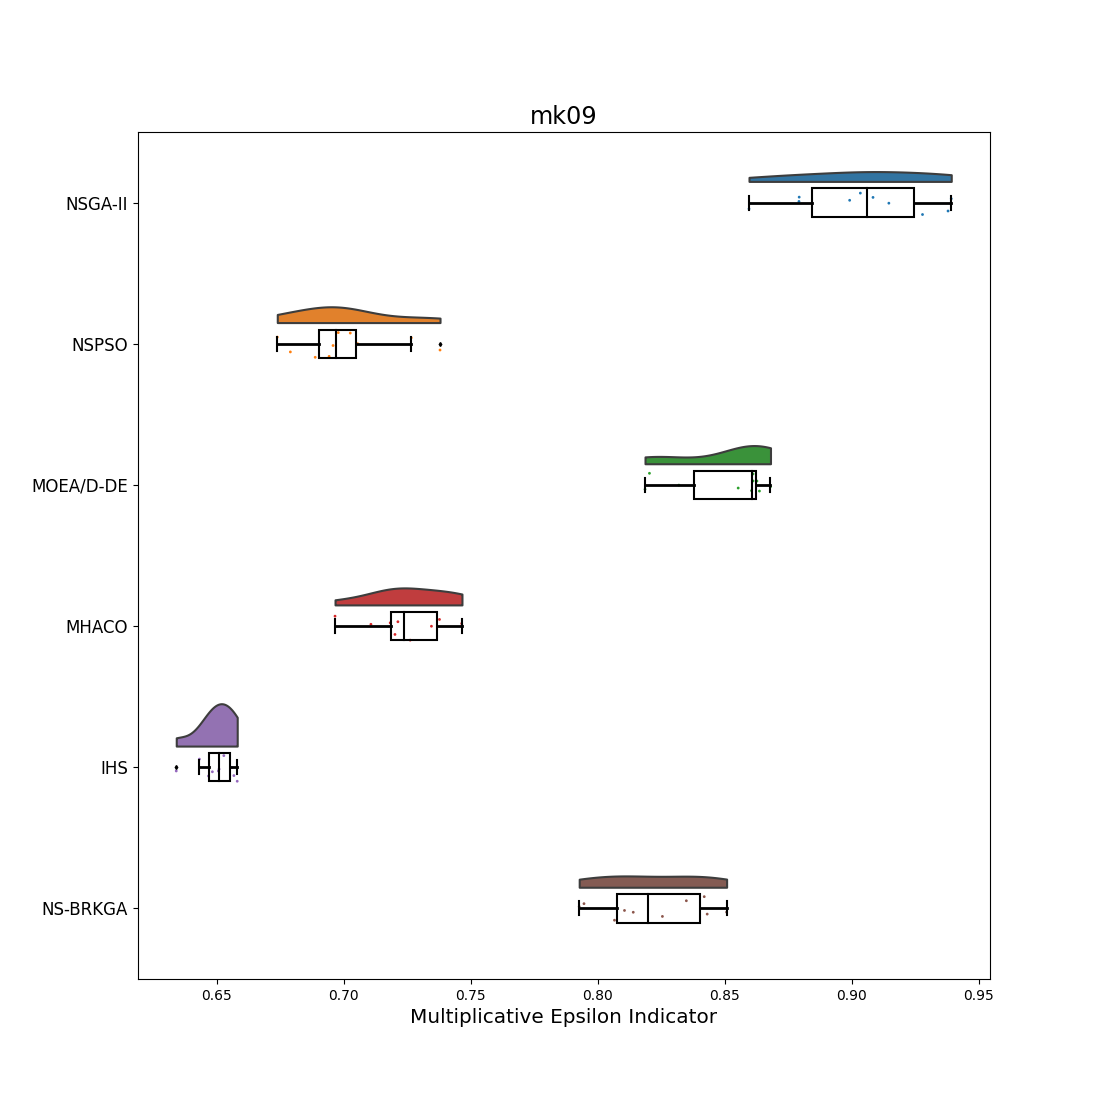 mk09
NSGA-II
NSPSO
MOEA/D-DE
MHACO
IHS
NS-BRKGA
0.65 0.70 0.75 0.80 0.85 0.90 0.95
Multiplicative Epsilon Indicator